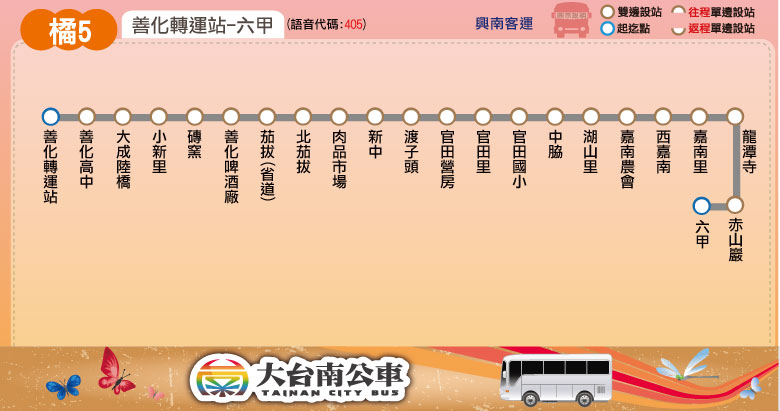 橘5
善化轉運站-六甲
(語音代碼:405)
興南客運
雙邊設站
往程單邊設站
起迄點
返程單邊設站
善化轉運站
善化高中
大成陸橋
小新里
磚窯
善化啤酒廠
茄拔(省道)
北茄拔
肉品市場
新中
渡子頭
官田營房
官田里
官田國小
中脇
湖山里
嘉南農會
西嘉南
嘉南里
龍潭寺
赤山巖
六甲
大台南公車
TAINAN CITY BUS